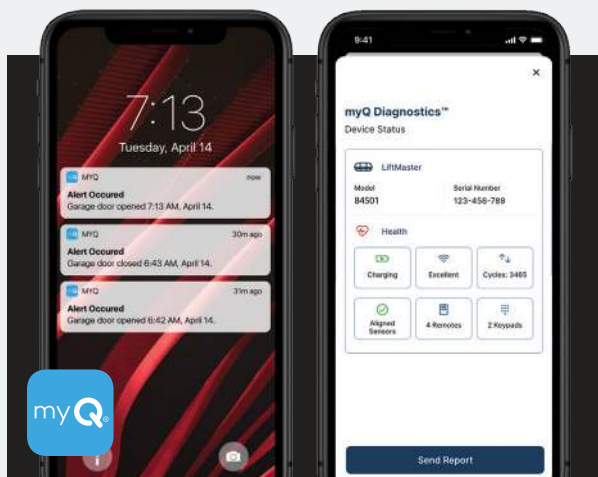 7:13
Tuesday, April 14
MYQ now
Alert Occured
Garage door opened 7:13 AM, April 14.
MYQ 30m ago
Alert Occured
Garage door closed 6:43 AM, April 14.
MYQ 31m ago
Alert Occured
Garage door opened 6:42 AM, April 14.
myQ®
9:41
myQ Diagnostics™
Device Status
LiftMaster
Model Serial Number
84501 123-456-789
Health
Charging Excellent Cycles: 3465
Aligned
Sensors 4 Remotes 2 Keypads
Send Report